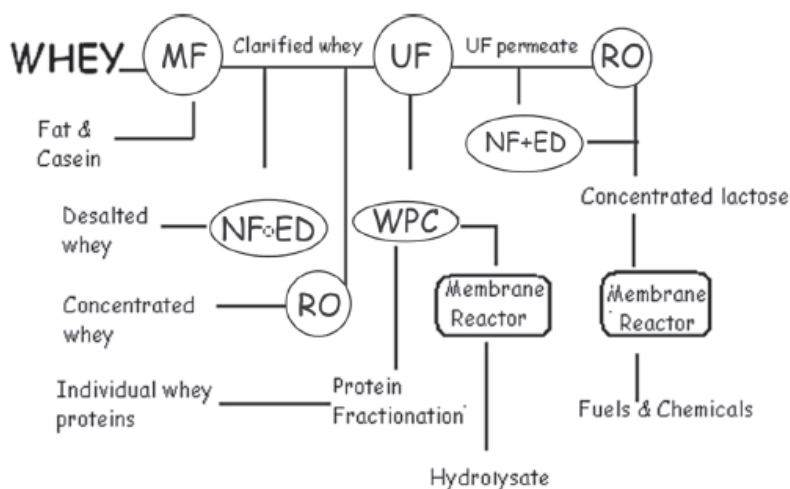 WHEY
MF
Clarified whey
UF
UF permeate
RO
Fat &
Casein
NF+ED
Desalted
whey
NF+ED
WPC
Concentrated lactose
Concentrated
whey
RO
Membrane
Reactor
Membrane
Reactor
Individual whey
proteins
Protein
Fractionation
Fuels & Chemicals
Hydrolysate